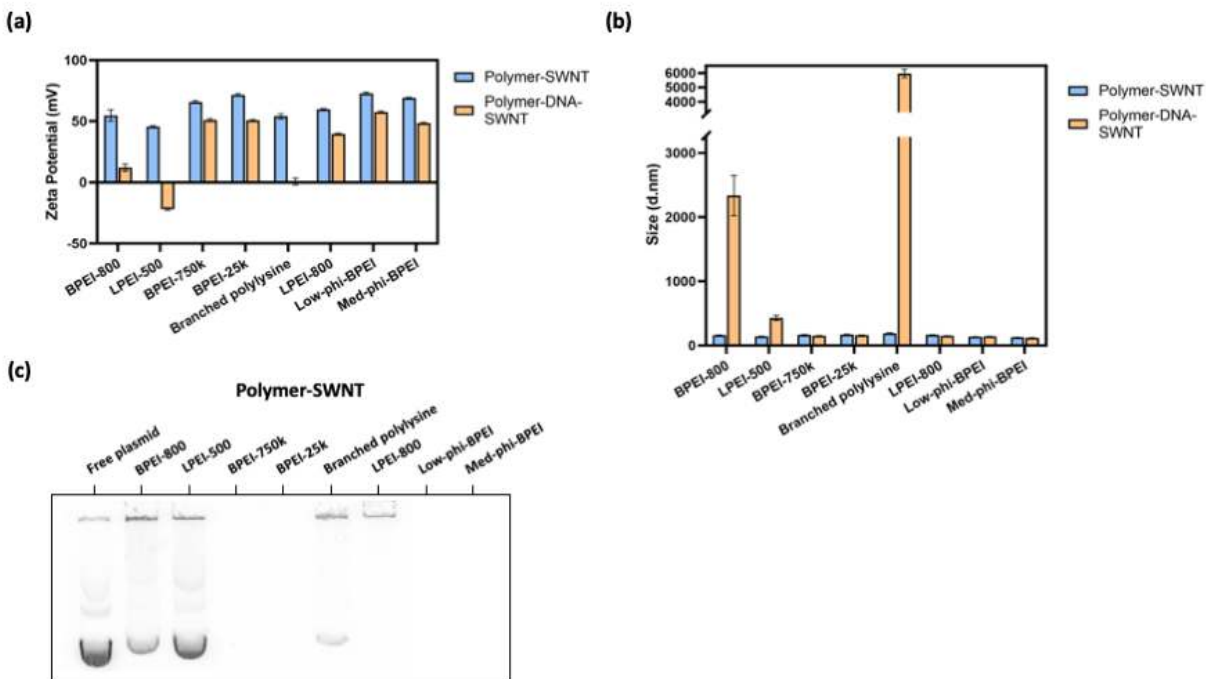 (a)
100
50
0
-50
Zeta Potential (mV)
Polymer-SWNT
Polymer-DNA-
SWNT
BPEI-800
LPEI-500
BPEI-750k
BPEI-25k
Branched polylysine
LPEI-800
Low-phi-BPEI
Med-phi-BPEI
(b)
6000
5000
4000
3000
2000
1000
0
Size (d.nm)
Polymer-SWNT
Polymer-DNA-
SWNT
BPEI-800
LPEI-500
BPEI-750k
BPEI-25k
Branched polylysine
LPEI-800
Low-phi-BPEI
Med-phi-BPEI
(c)
Polymer-SWNT
Free plasmid
BPEI-800
LPEI-500
BPEI-750k
BPEI-25k
Branched polylysine
LPEI-800
Low-phi-BPEI
Med-phi-BPEI